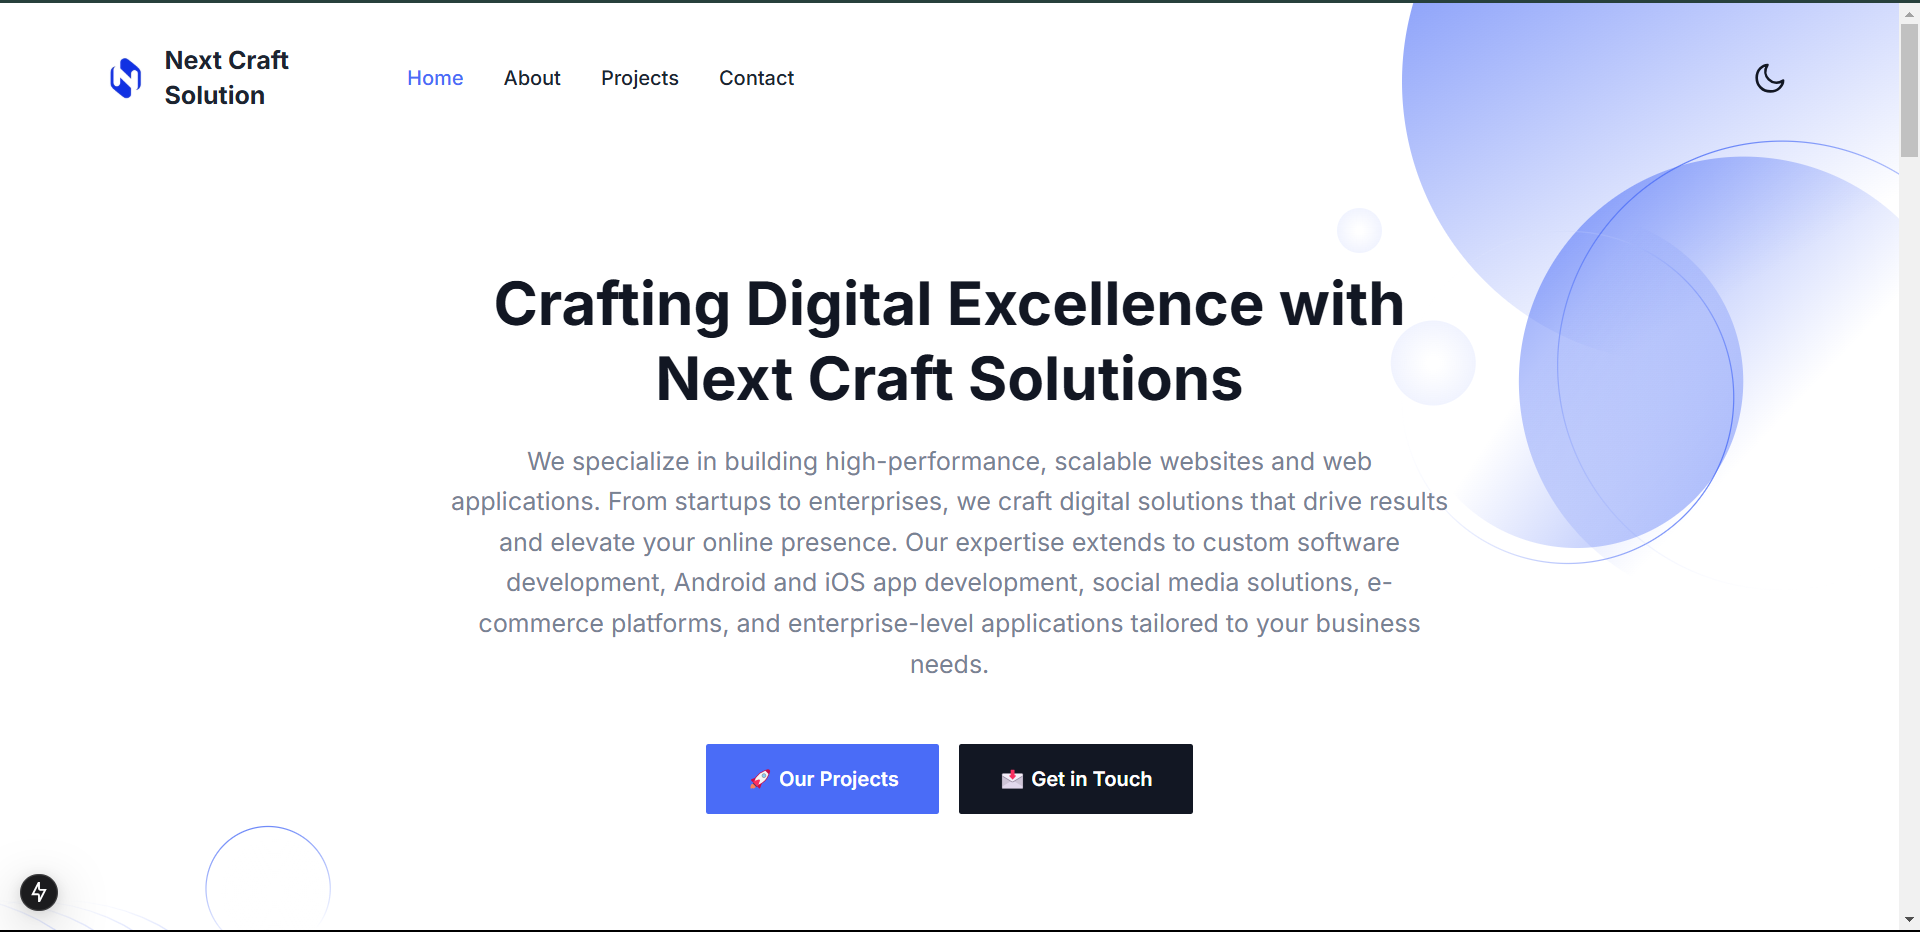 Next Craft
Solution
Home About Projects Contact
Crafting Digital Excellence with
Next Craft Solutions
We specialize in building high-performance, scalable websites and web
applications. From startups to enterprises, we craft digital solutions that drive results
and elevate your online presence. Our expertise extends to custom software
development, Android and iOS app development, social media solutions, e-
commerce platforms, and enterprise-level applications tailored to your business
needs.
🚀 Our Projects 📩 Get in Touch